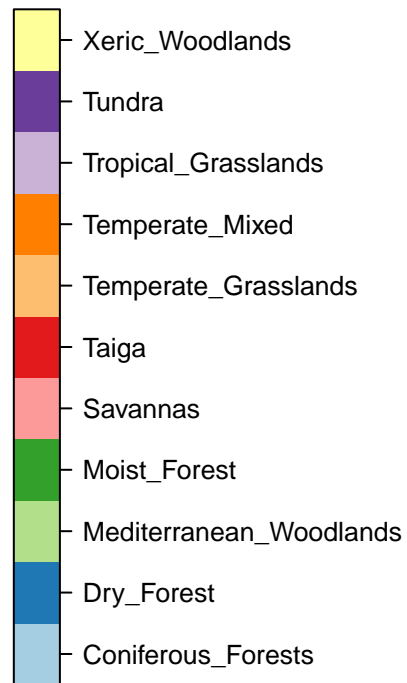 Xeric_Woodlands
Tundra
Tropical_Grasslands
Temperate_Mixed
Temperate_Grasslands
Taiga
Savannas
Moist_Forest
Mediterranean_Woodlands
Dry_Forest
Coniferous_Forests